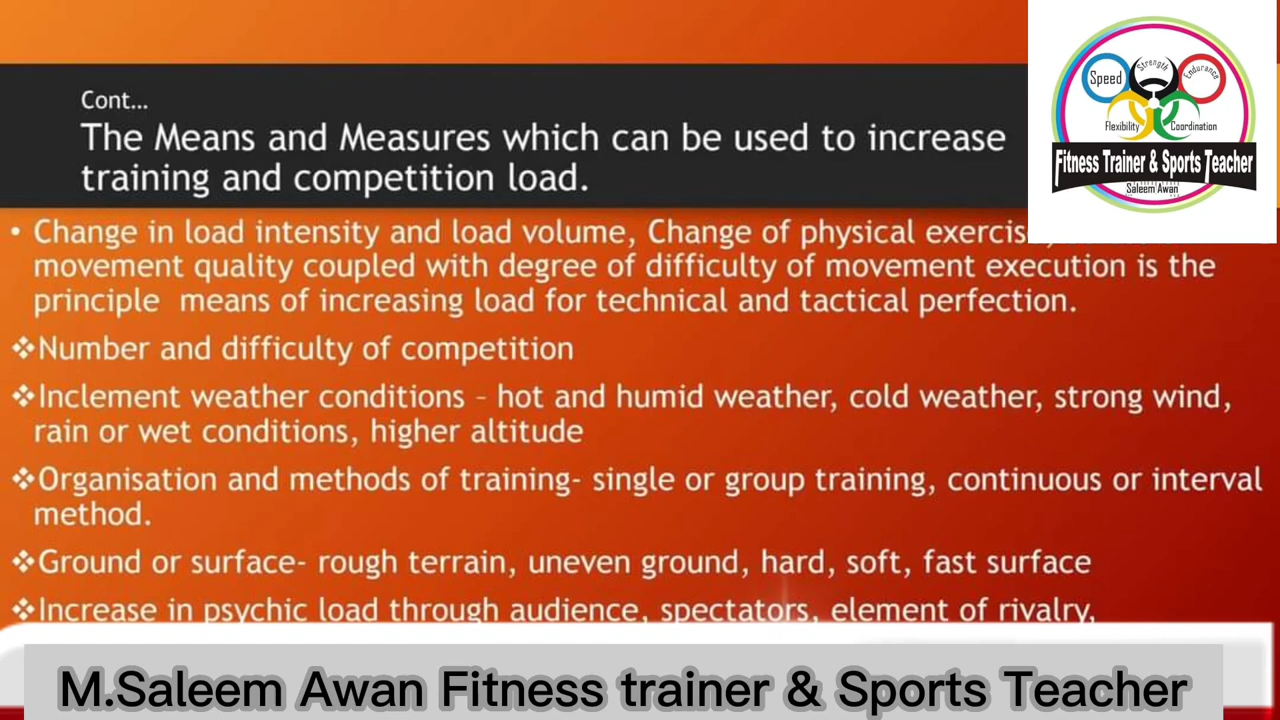 Cont...
The Means and Measures which can be used to increase
training and competition load.
Speed
Strength
Endurance
Flexibility
Coordination
Fitness Trainer & Sports Teacher
Saleem Awan
• Change in load intensity and load volume, Change of physical exercise,
movement quality coupled with degree of difficulty of movement execution is the
principle means of increasing load for technical and tactical perfection.
❖Number and difficulty of competition
❖Inclement weather conditions – hot and humid weather, cold weather, strong wind,
rain or wet conditions, higher altitude
❖Organisation and methods of training- single or group training, continuous or interval
method.
❖Ground or surface- rough terrain, uneven ground, hard, soft, fast surface
❖Increase in psychic load through audience, spectators, element of rivalry,
M.Saleem Awan Fitness trainer & Sports Teacher